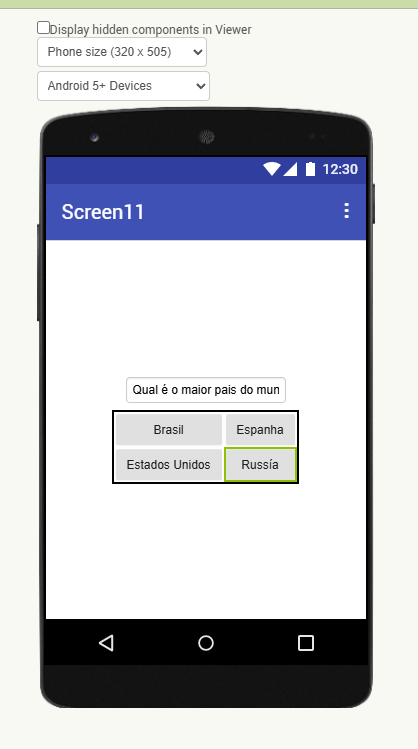 Display hidden components in Viewer
Phone size (320 x 505)
Android 5+ Devices
12:30
Screen11
Qual é o maior pais do mun
Brasil
Espanha
Estados Unidos
Russía